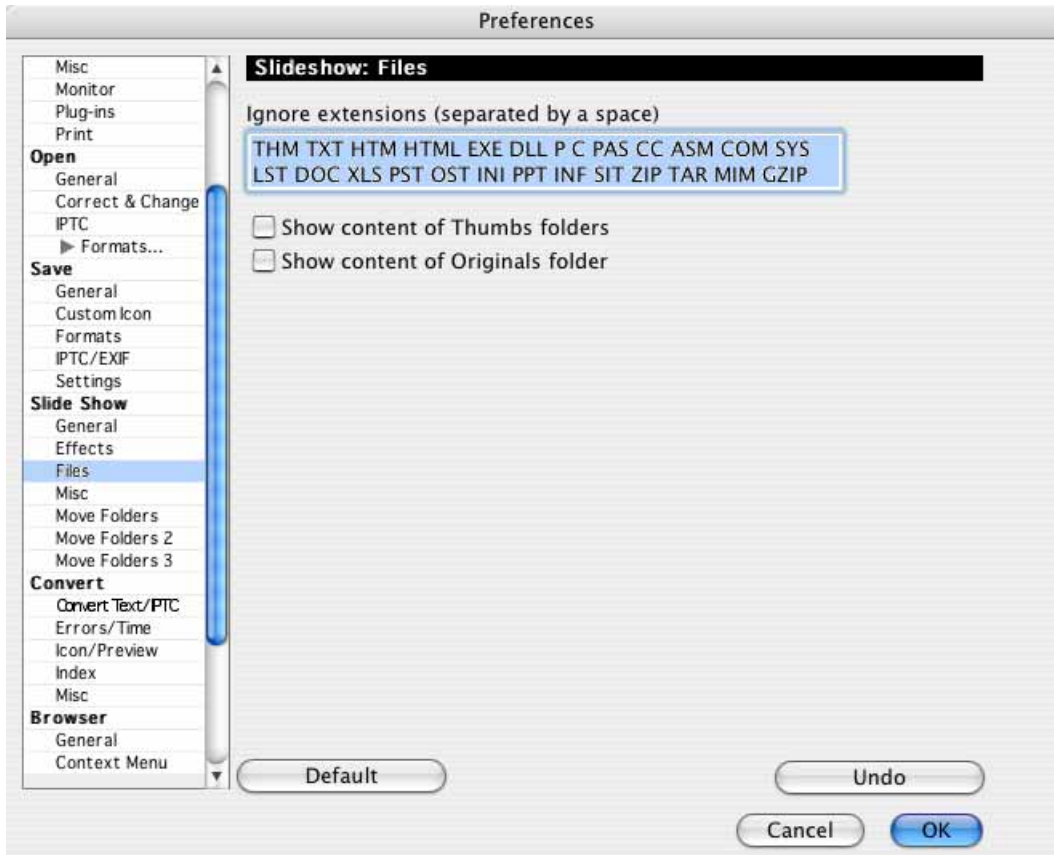 Preferences
Misc
Monitor
Plug-ins
Print
Open
General
Correct & Change
IPTC
Formats...
Save
General
Custom Icon
Formats
IPTC/EXIF
Settings
Slide Show
General
Effects
Files
Misc
Move Folders
Move Folders 2
Move Folders 3
Convert
Convert Text/IPTC
Errors/Time
Icon/Preview
Index
Misc
Browser
General
Context Menu
Slideshow: Files
Ignore extensions (separated by a space)
THM TXT HTM HTML EXE DLL P C PAS CC ASM COM SYS
LST DOC XLS PST OST INI PPT INF SIT ZIP TAR MIM GZIP
Show content of Thumbs folders
Show content of Originals folder
Default
Undo
Cancel
OK